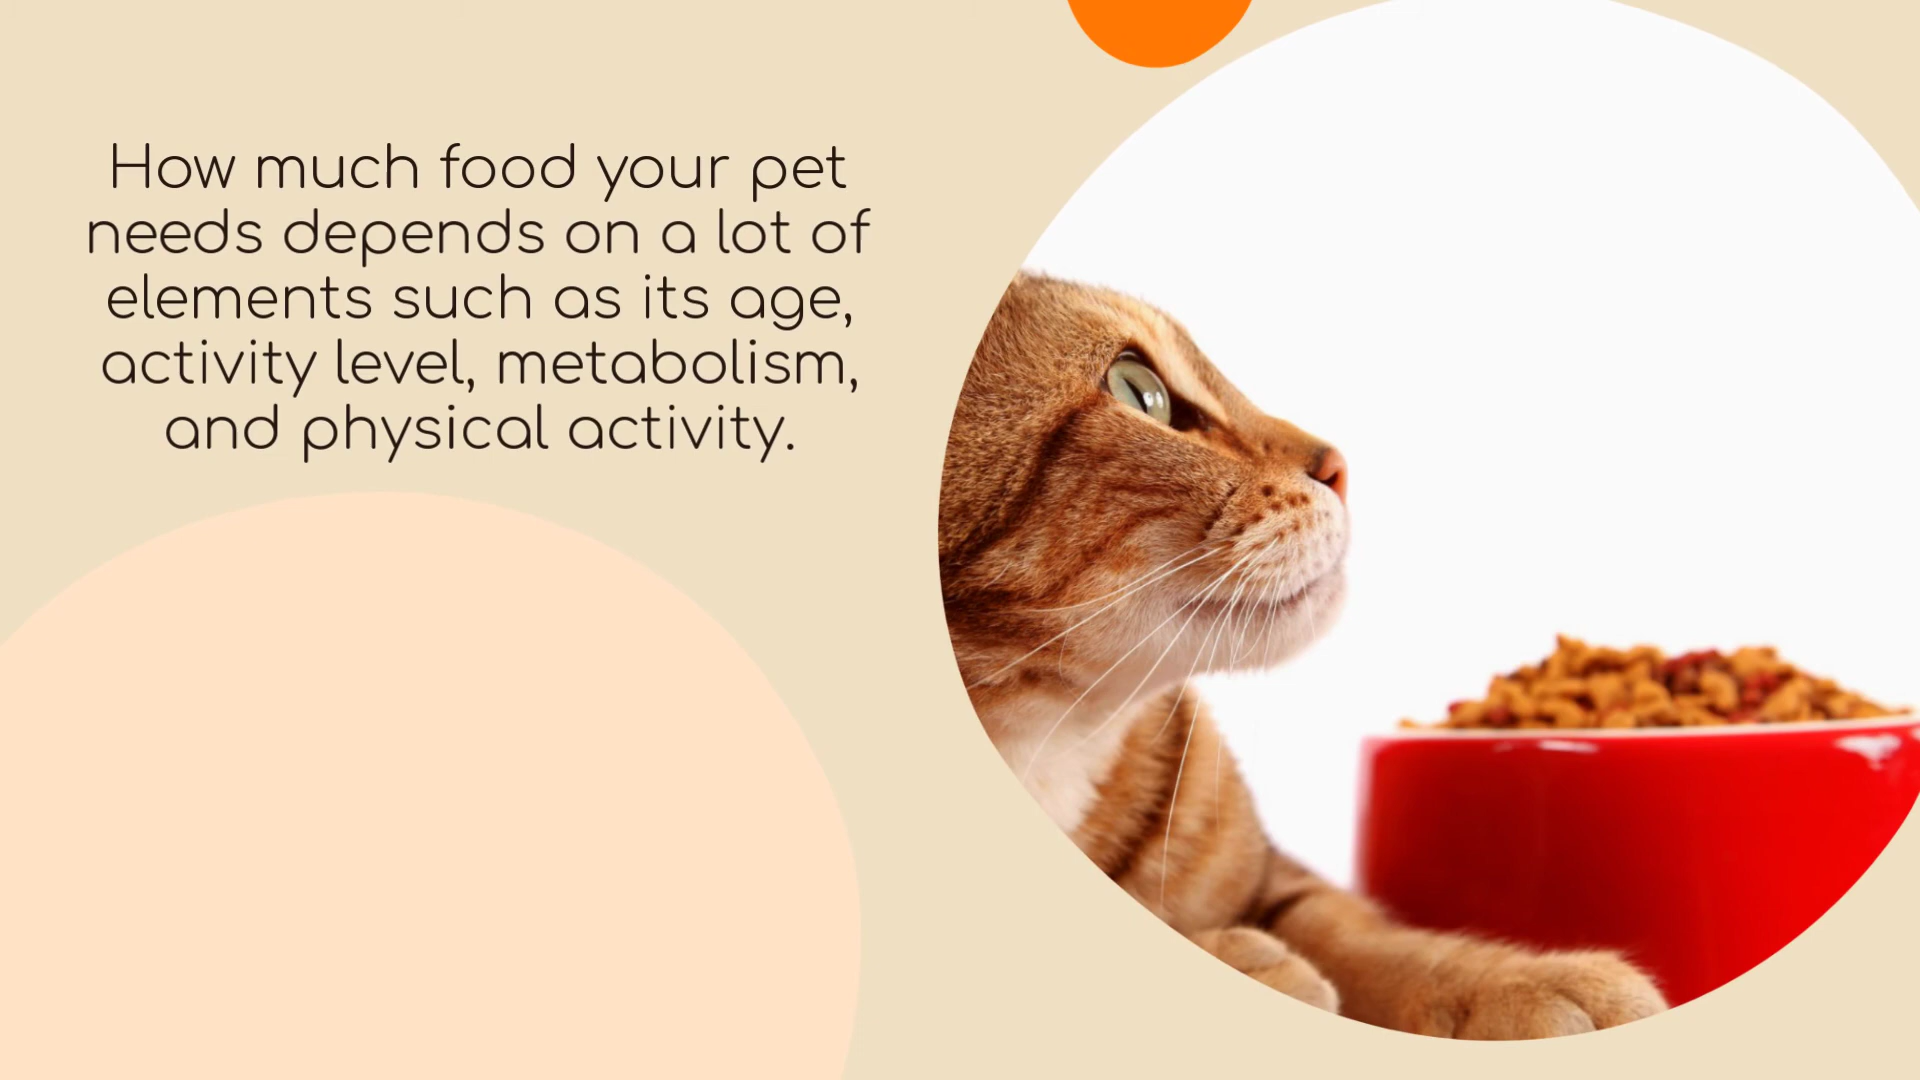 How much food your pet
needs depends on a lot of
elements such as its age,
activity level, metabolism,
and physical activity.